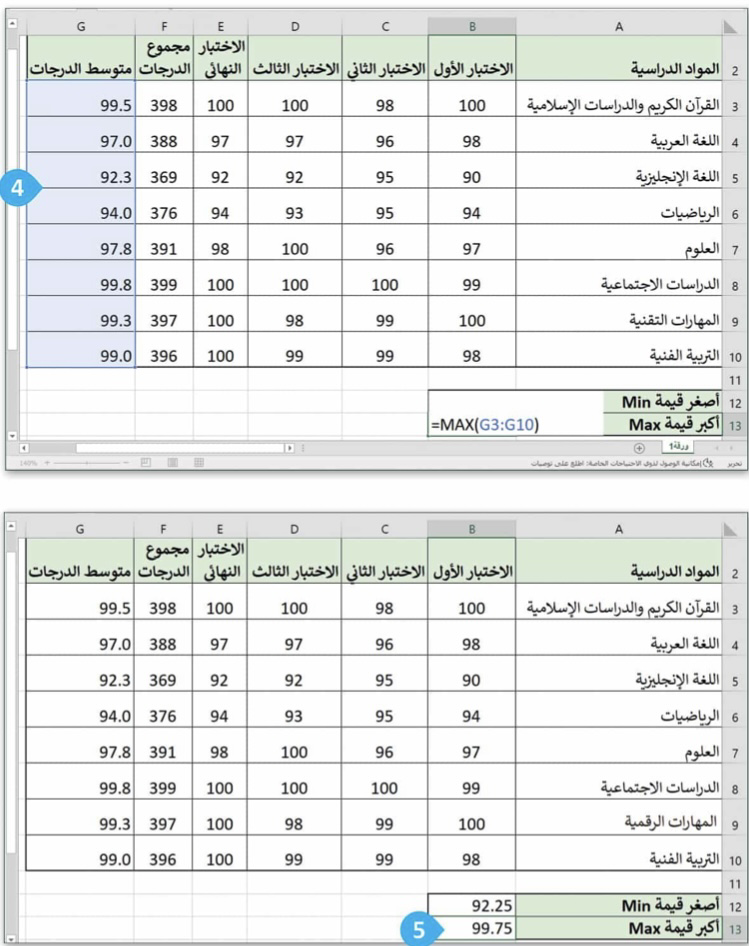 A B C D E F G
2 المواد الدراسية الاختبار الأول الاختبار الثاني الاختبار الثالث الاختبار النهائي مجموع الدرجات متوسط الدرجات
3 القرآن الكريم والدراسات الإسلامية 100 98 100 100 398 99.5
4 اللغة العربية 98 96 97 97 388 97.0
5 اللغة الإنجليزية 90 95 92 92 369 92.3
6 الرياضيات 94 95 93 94 376 94.0
7 العلوم 97 96 100 98 391 97.8
8 الدراسات الاجتماعية 99 100 100 100 399 99.8
9 المهارات التقنية 100 99 98 100 397 99.3
10 التربية الفنية 98 99 99 100 396 99.0
4
11
12 أصغر قيمة Min
13 أكبر قيمة Max =MAX(G3:G10)
ورقة1
تحرير إمكانية الوصول لذوي الاحتياجات الخاصة: اطلع على توصيات 140%
A B C D E F G
2 المواد الدراسية الاختبار الأول الاختبار الثاني الاختبار الثالث الاختبار النهائي مجموع الدرجات متوسط الدرجات
3 القرآن الكريم والدراسات الإسلامية 100 98 100 100 398 99.5
4 اللغة العربية 98 96 97 97 388 97.0
5 اللغة الإنجليزية 90 95 92 92 369 92.3
6 الرياضيات 94 95 93 94 376 94.0
7 العلوم 97 96 100 98 391 97.8
8 الدراسات الاجتماعية 99 100 100 100 399 99.8
9 المهارات الرقمية 100 99 98 100 397 99.3
10 التربية الفنية 98 99 99 100 396 99.0
11
12 أصغر قيمة Min 92.25
13 أكبر قيمة Max 99.75
5